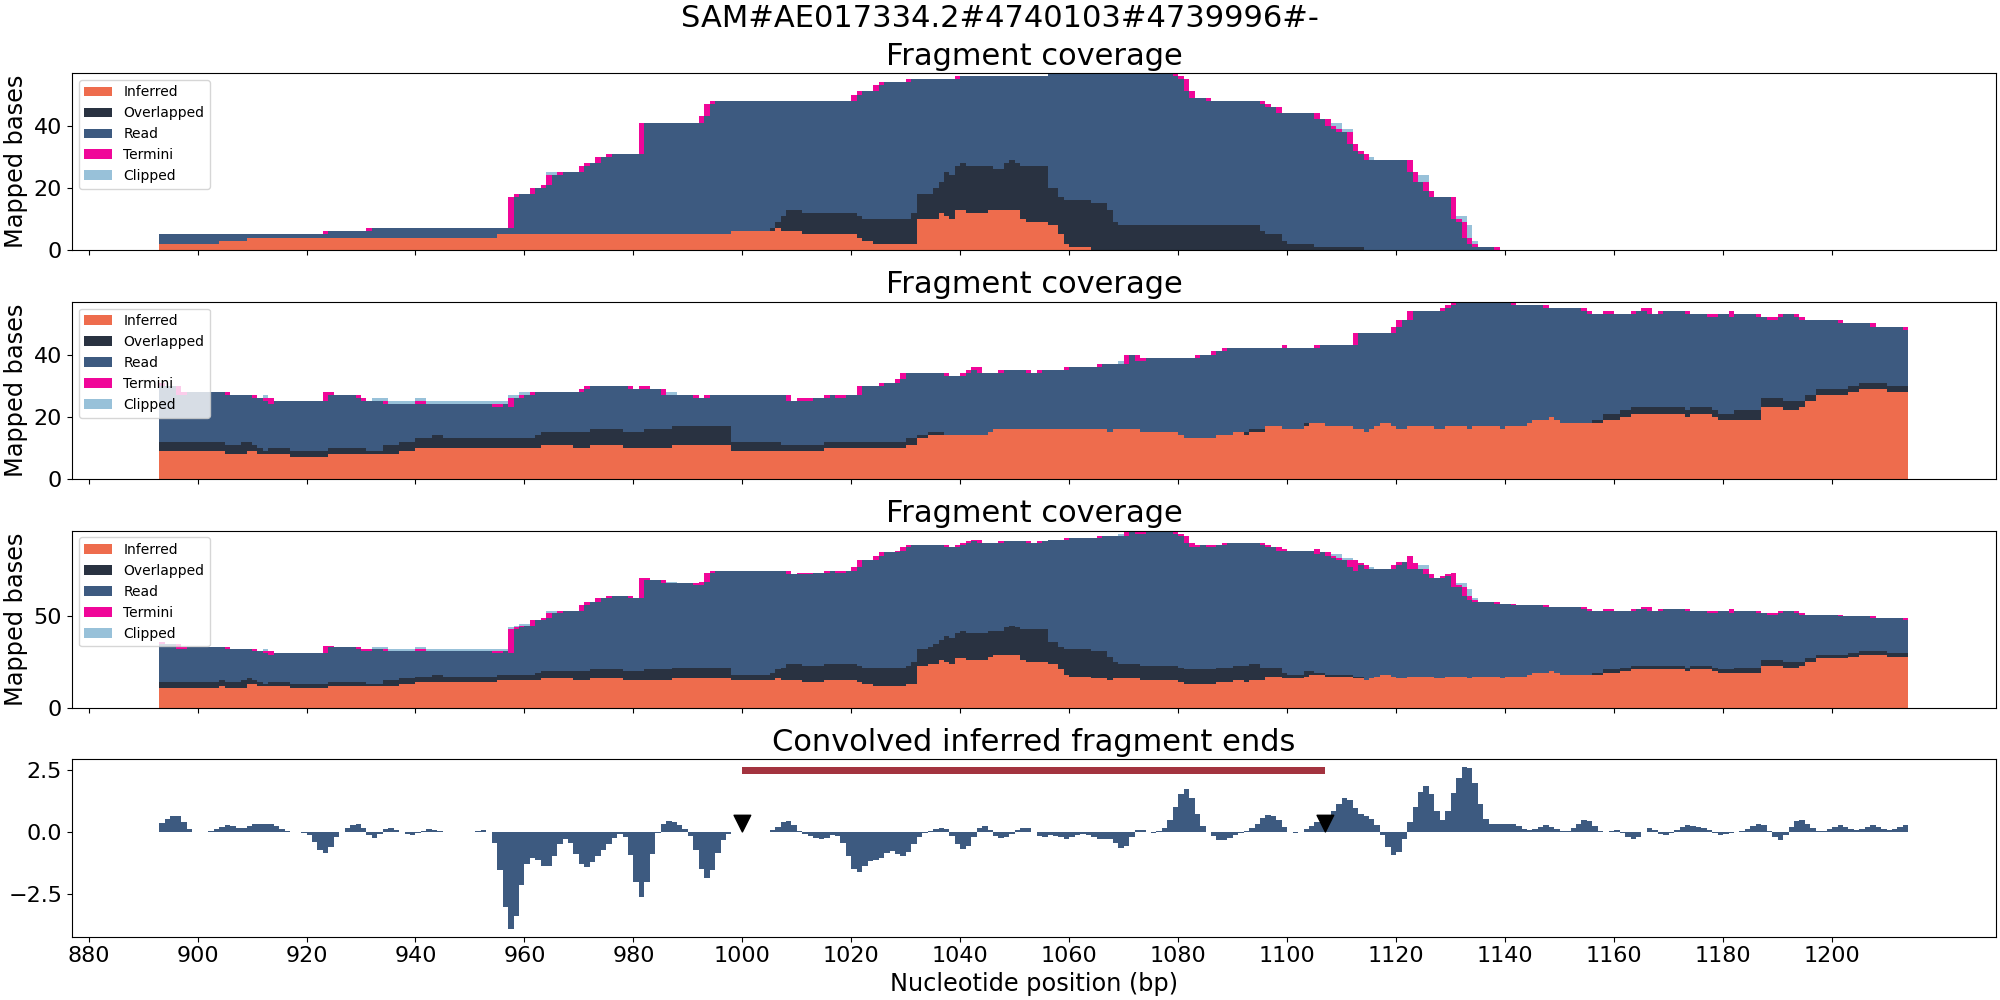 SAM#AE017334.2#4740103#4739996#-
Fragment coverage
Mapped bases
40
20
0
Inferred
Overlapped
Read
Termini
Clipped
Fragment coverage
Mapped bases
40
20
0
Inferred
Overlapped
Read
Termini
Clipped
Fragment coverage
Mapped bases
50
0
Inferred
Overlapped
Read
Termini
Clipped
Convolved inferred fragment ends
2.5
0.0
−2.5
880 900 920 940 960 980 1000 1020 1040 1060 1080 1100 1120 1140 1160 1180 1200
Nucleotide position (bp)